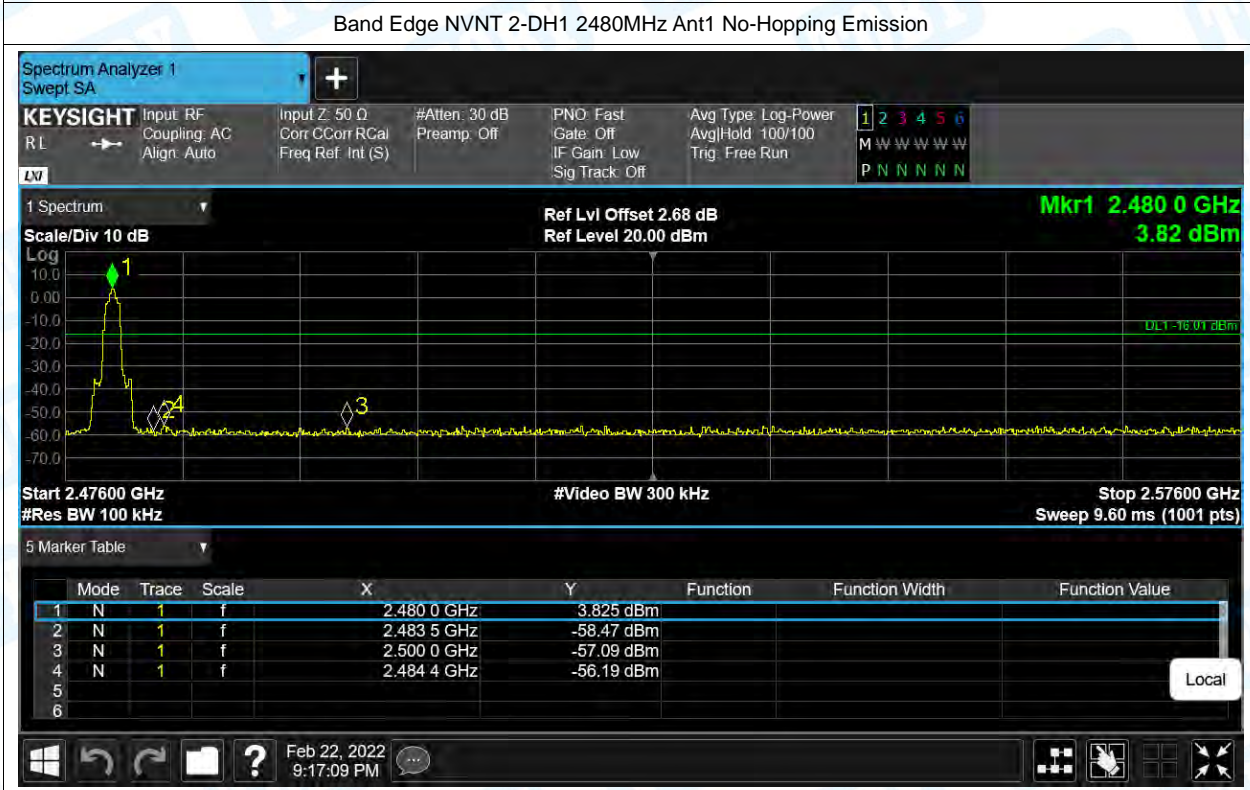 Band Edge NVNT 2-DH1 2480MHz Ant1 No-Hopping Emission
Spectrum Analyzer 1
Swept SA
+
KEYSIGHT Input: RF Input Z: 50 Ω #Atten: 30 dB PNO: Fast Avg Type: Log-Power 1 2 3 4 5 6
RL Coupling: AC Corr CCorr RCal Preamp: Off Gate: Off Avg|Hold: 100/100 M W W W W W
Align: Auto Freq Ref: Int (S) IF Gain: Low Trig: Free Run
LXI Sig Track: Off P N N N N N
1 Spectrum Ref Lvl Offset 2.68 dB Mkr1 2.480 0 GHz
Scale/Div 10 dB Ref Level 20.00 dBm 3.82 dBm
Log
1
10.0
0.00
-10.0
DL1 -16.01 dBm
-20.0
-30.0
-40.0
2 4 3
-50.0
-60.0
-70.0
Start 2.47600 GHz #Video BW 300 kHz Stop 2.57600 GHz
#Res BW 100 kHz Sweep 9.60 ms (1001 pts)
5 Marker Table
Mode Trace Scale X Y Function Function Width Function Value
1 N 1 f 2.480 0 GHz 3.825 dBm
2 N 1 f 2.483 5 GHz -58.47 dBm
3 N 1 f 2.500 0 GHz -57.09 dBm
4 N 1 f 2.484 4 GHz -56.19 dBm
5
6
Local
? Feb 22, 2022
9:17:09 PM